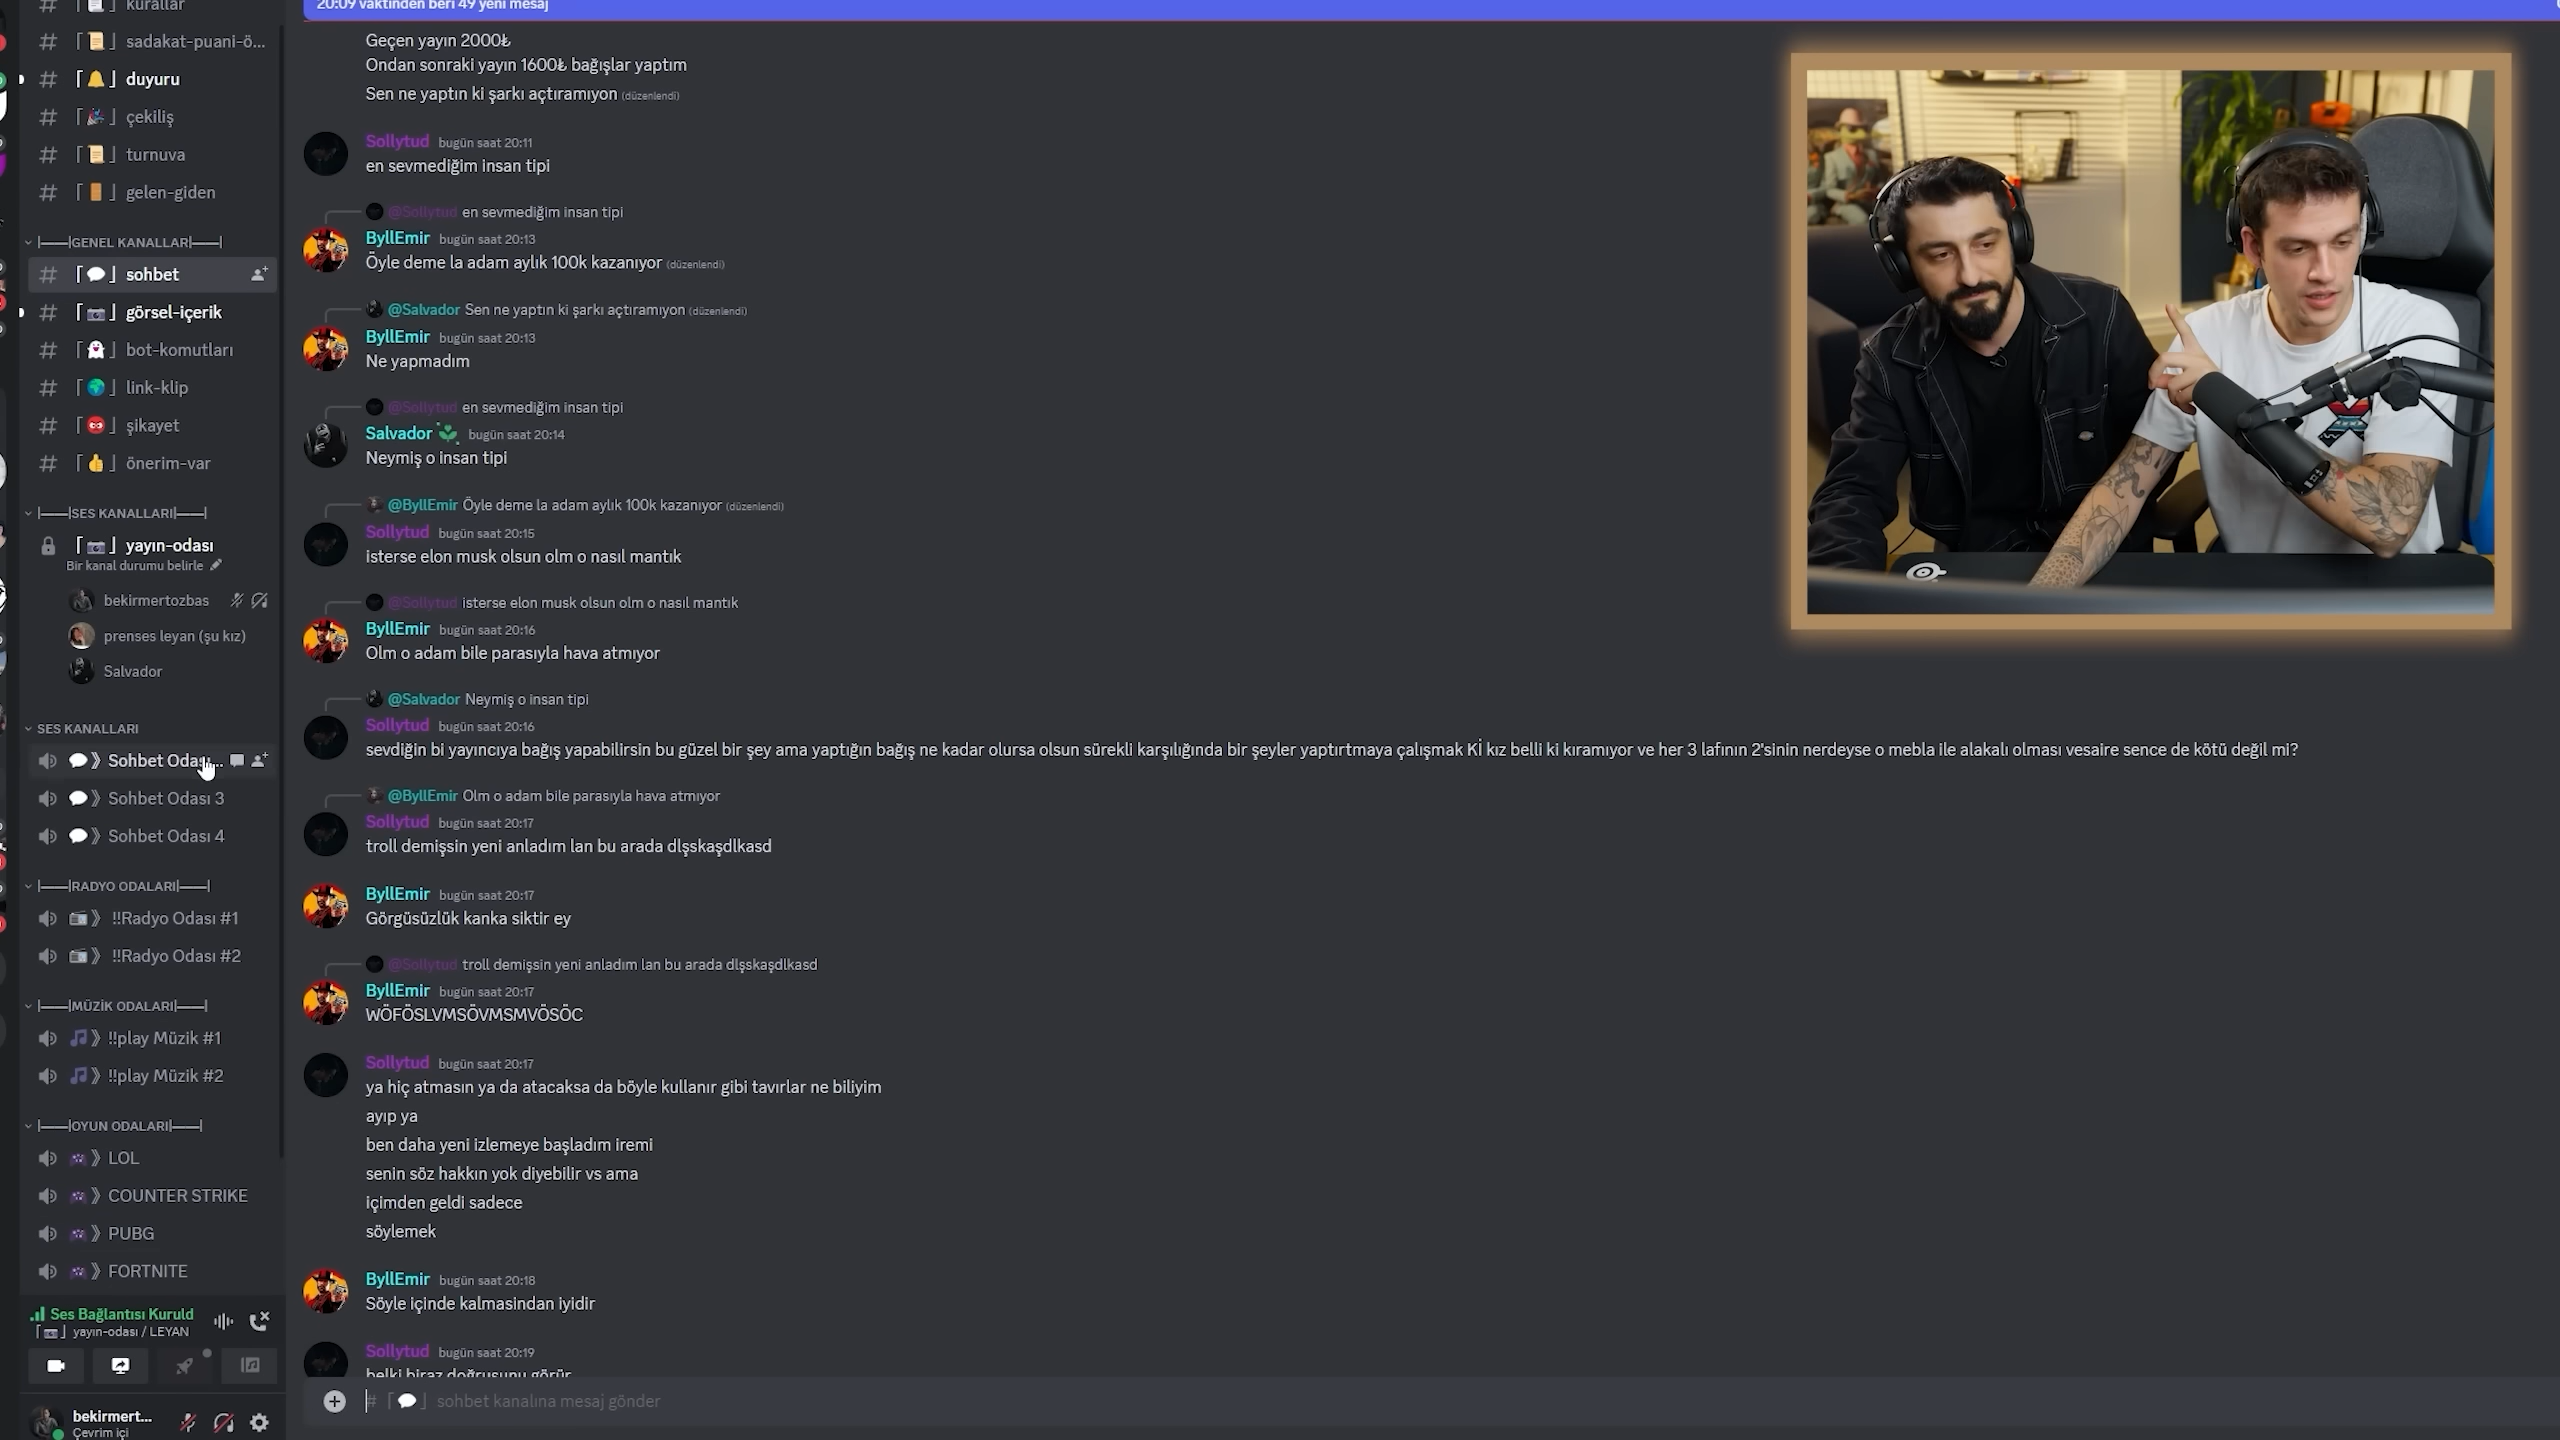 kurallar
sadakat-puani-ö...
duyuru
çekiliş
turnuva
gelen-giden
|——|GENEL KANALLAR|——|
sohbet
görsel-içerik
bot-komutları
link-klip
şikayet
önerim-var
|——|SES KANALLARI|——|
yayın-odası
Bir kanal durumu belirle
bekirmertozbas
prenses leyan (şu kız)
Salvador
SES KANALLARI
Sohbet Odası...
Sohbet Odası 3
Sohbet Odası 4
|——|RADYO ODALARI|——|
!!Radyo Odası #1
!!Radyo Odası #2
|——|MÜZİK ODALARI|——|
!!play Müzik #1
!!play Müzik #2
|——|OYUN ODALARI|——|
LOL
COUNTER STRIKE
PUBG
FORTNITE
Ses Bağlantısı Kuruld
yayın-odası / LEYAN
bekirmert...
Çevrim içi
20:09 vaktinden beri 49 yeni mesaj
Geçen yayın 2000₺
Ondan sonraki yayın 1600₺ bağışlar yaptım
Sen ne yaptın ki şarkı açtıramıyon (düzenlendi)
Sollytud bugün saat 20:11
en sevmediğim insan tipi
@Sollytud en sevmediğim insan tipi
ByllEmir bugün saat 20:13
Öyle deme la adam aylık 100k kazanıyor (düzenlendi)
@Salvador Sen ne yaptın ki şarkı açtıramıyon (düzenlendi)
ByllEmir bugün saat 20:13
Ne yapmadım
@Sollytud en sevmediğim insan tipi
Salvador bugün saat 20:14
Neymiş o insan tipi
@ByllEmir Öyle deme la adam aylık 100k kazanıyor (düzenlendi)
Sollytud bugün saat 20:15
isterse elon musk olsun olm o nasıl mantık
@Sollytud isterse elon musk olsun olm o nasıl mantık
ByllEmir bugün saat 20:16
Olm o adam bile parasıyla hava atmıyor
@Salvador Neymiş o insan tipi
Sollytud bugün saat 20:16
sevdiğin bi yayıncıya bağış yapabilirsin bu güzel bir şey ama yaptığın bağış ne kadar olursa olsun sürekli karşılığında bir şeyler yaptırtmaya çalışmak Kİ kız belli ki kıramıyor ve her 3 lafının 2'sinin nerdeyse o mebla ile alakalı olması vesaire sence de kötü değil mi?
@ByllEmir Olm o adam bile parasıyla hava atmıyor
Sollytud bugün saat 20:17
troll demişsin yeni anladım lan bu arada dlşskaşdlkasd
ByllEmir bugün saat 20:17
Görgüsüzlük kanka siktir ey
@Sollytud troll demişsin yeni anladım lan bu arada dlşskaşdlkasd
ByllEmir bugün saat 20:17
WÖFÖSLVMSÖVMSMVÖSÖC
Sollytud bugün saat 20:17
ya hiç atmasın ya da atacaksa da böyle kullanır gibi tavırlar ne biliyim
ayıp ya
ben daha yeni izlemeye başladım iremi
senin söz hakkın yok diyebilir vs ama
içimden geldi sadece
söylemek
ByllEmir bugün saat 20:18
Söyle içinde kalmasindan iyidir
Sollytud bugün saat 20:19
belki biraz doğrusunu görür
# sohbet kanalına mesaj gönder